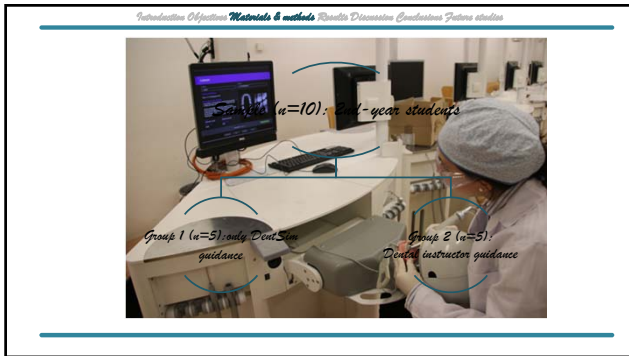 Introduction Objectives Materials & methods Results Discussion Conclusions Future studies
Sample (n=10): 2nd-year students
Group 1 (n=5):only DentSim
guidance
Group 2 (n=5):
Dental instructor guidance